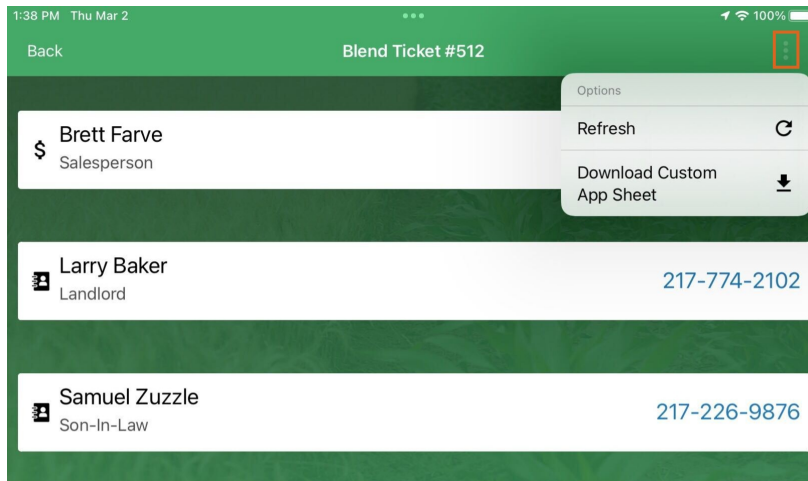 1:38 PM Thu Mar 2
100%
Back
Blend Ticket #512
Options
Refresh
Download Custom
App Sheet
Brett Farve
Salesperson
Larry Baker
Landlord
217-774-2102
Samuel Zuzzle
Son-In-Law
217-226-9876